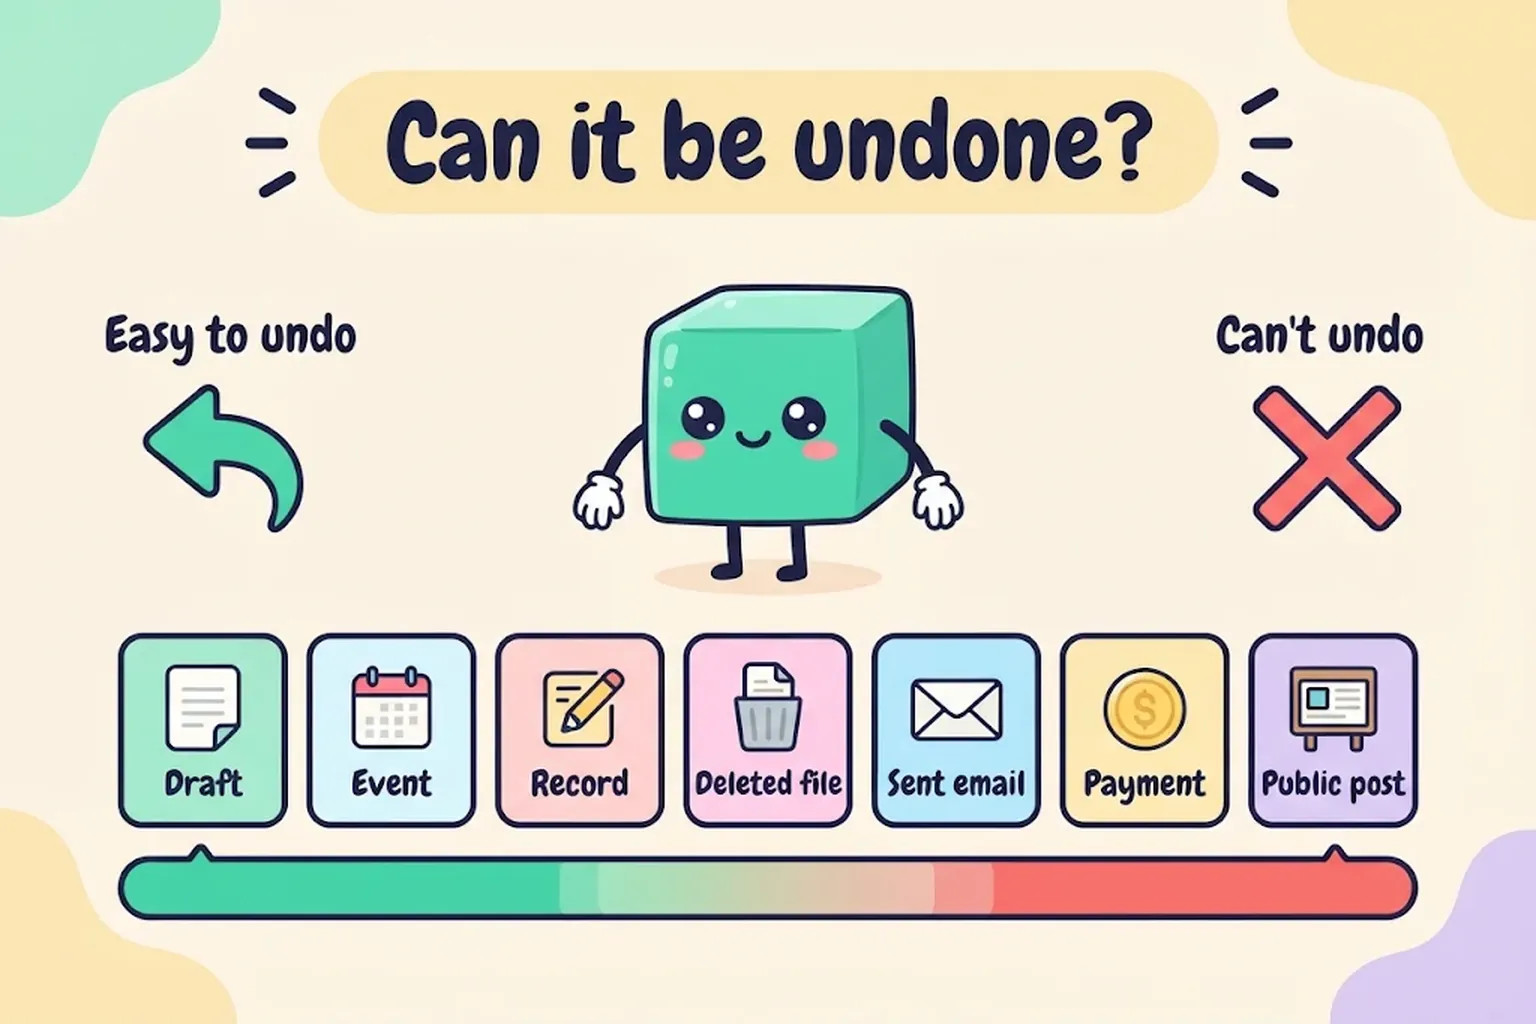 Can it be undone?
Easy to undo
Can't undo
Draft
Event
Record
Deleted file
Sent email
$
Payment
Public post